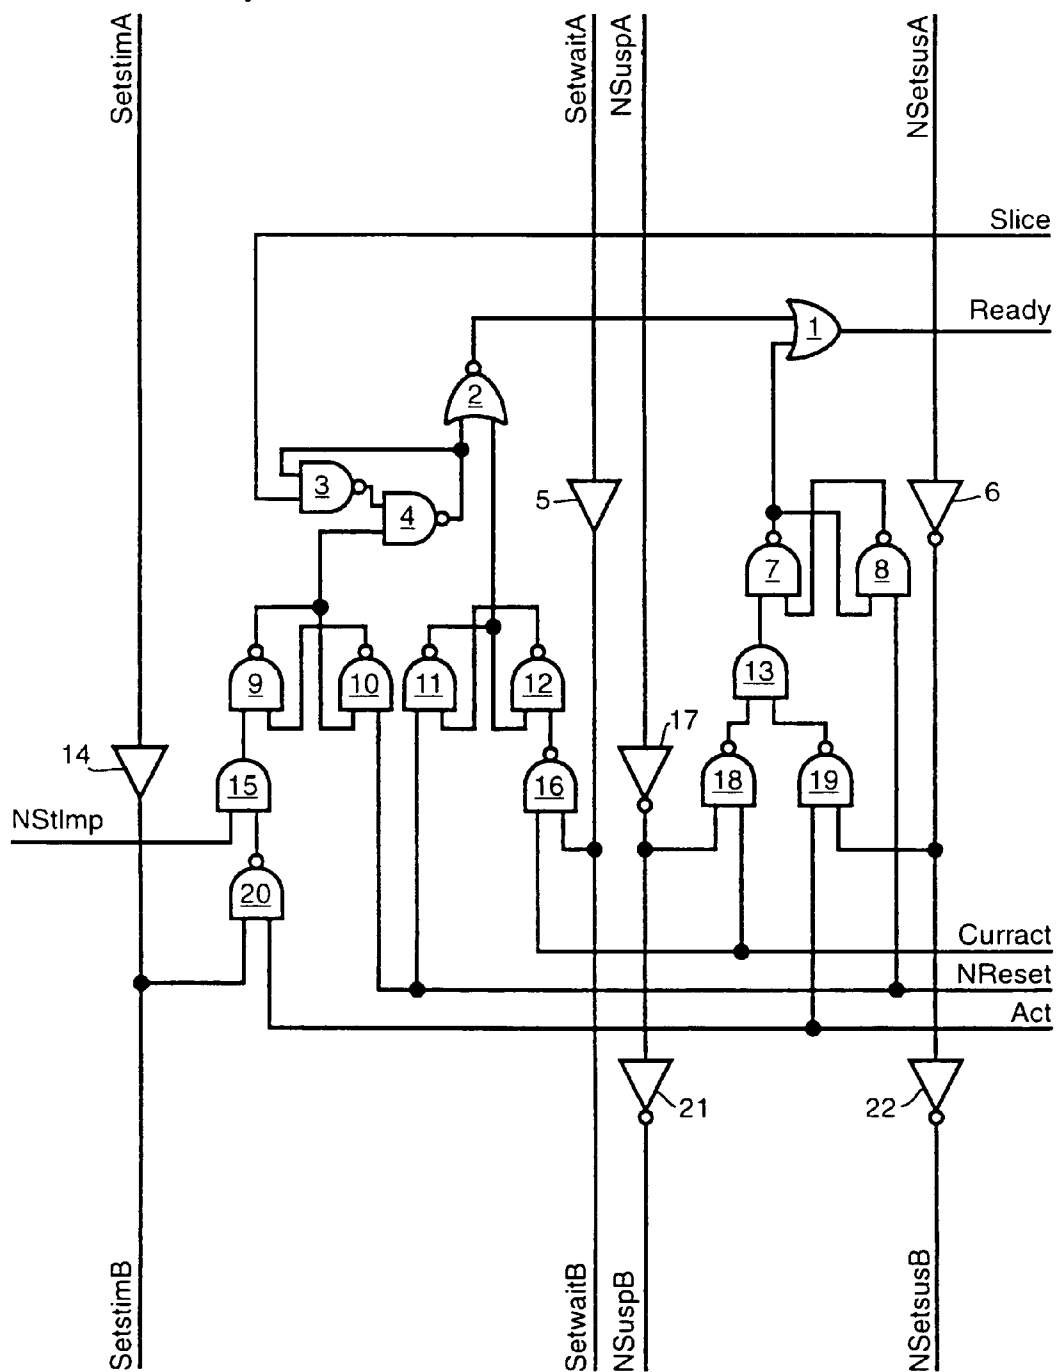 SetstimA
SetwaitA
NSuspA
NSetsusA
Slice
Ready
1
2
3
4
5
6
7
8
9
10
11
12
13
14
15
16
17
18
19
NStImp
20
Curract
NReset
Act
21
22
SetstimB
SetwaitB
NSuspB
NSetsusB